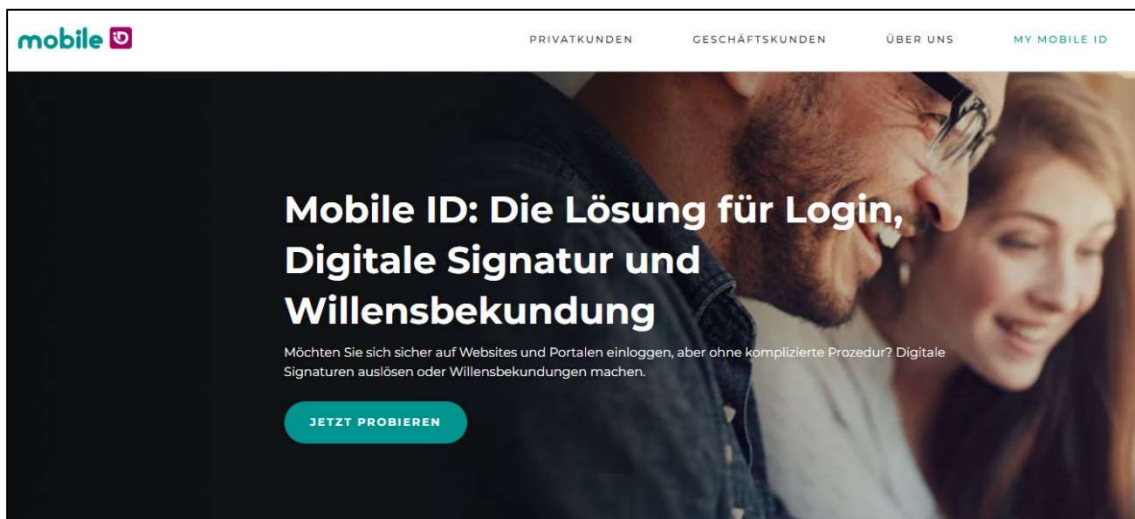 mobile iD
PRIVATKUNDEN GESCHÄFTSKUNDEN ÜBER UNS MY MOBILE ID
Mobile ID: Die Lösung für Login,
Digitale Signatur und
Willensbekundung
Möchten Sie sich sicher auf Websites und Portalen einloggen, aber ohne komplizierte Prozedur? Digitale
Signaturen auslösen oder Willensbekundungen machen.
JETZT PROBIEREN